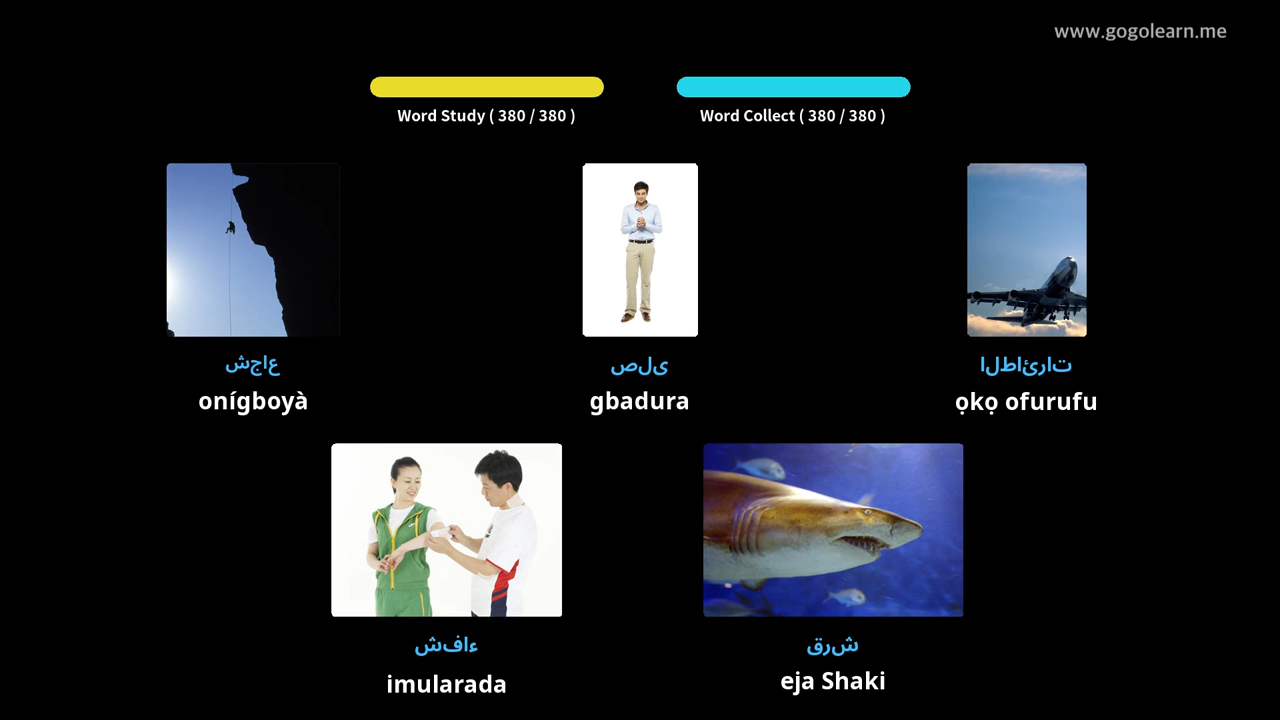 www.gogolearn.me
Word Study ( 380 / 380 )
Word Collect ( 380 / 380 )
شجاع
صلى
الطائرات
onígboyà
gbadura
ọkọ ofurufu
شفاء
قرش
imularada
eja Shaki